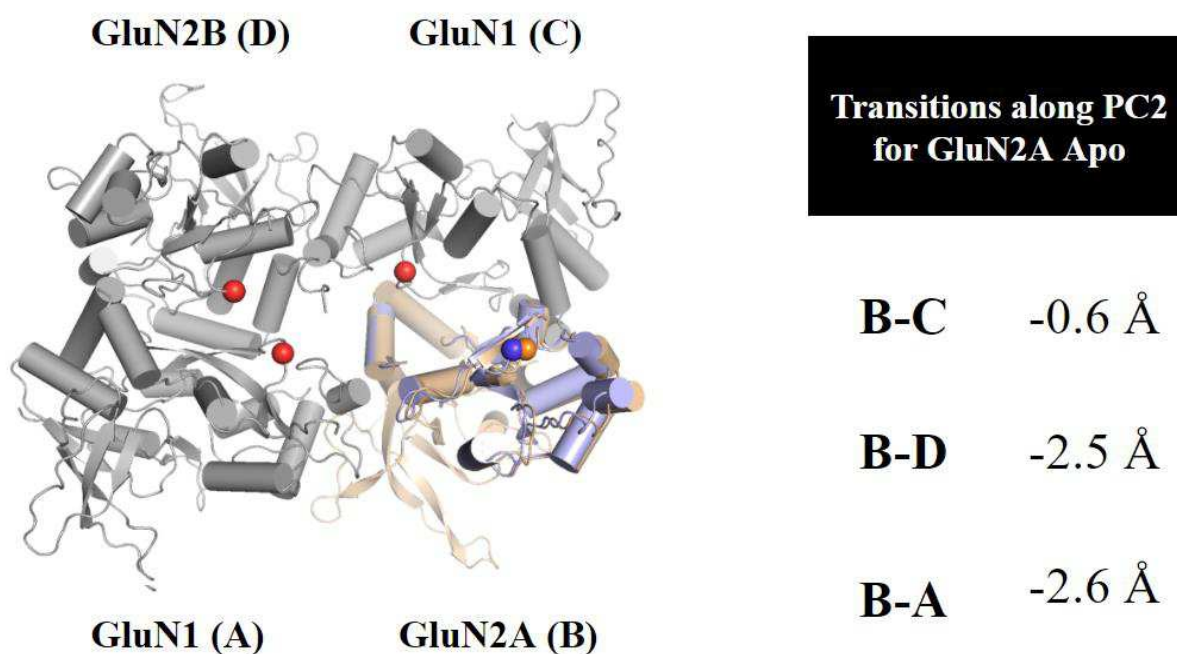 GluN2B (D)
GluN1 (C)
GluN1 (A)
GluN2A (B)
Transitions along PC2
for GluN2A Apo
B-C -0.6 Å
B-D -2.5 Å
B-A -2.6 Å